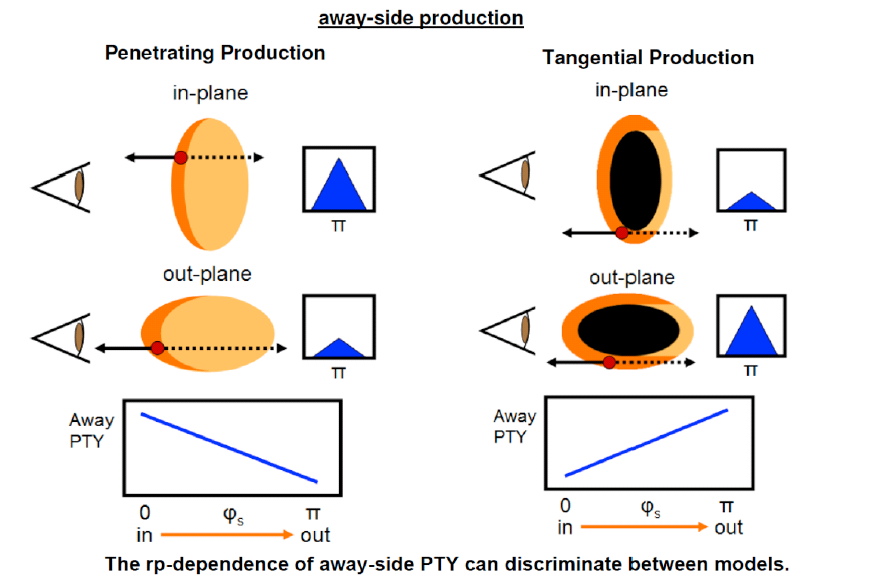 away-side production
Penetrating Production
in-plane
π
out-plane
π
Away
PTY
0 φs π
in out
Tangential Production
in-plane
π
out-plane
π
Away
PTY
0 φs π
in out
The rp-dependence of away-side PTY can discriminate between models.